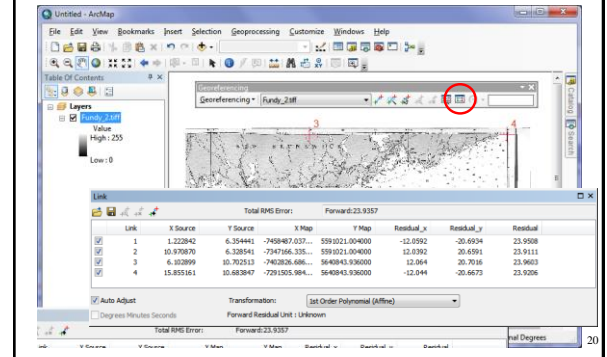 Untitled - ArcMap
File Edit View Bookmarks Insert Selection Geoprocessing Customize Windows Help
Table Of Contents
Layers
Fundy_2.tiff
Value
High : 255
Low : 0
Georeferencing
Georeferencing Fundy_2.tiff
3
4
Catalog
Search
Link
Total RMS Error: Forward:23.9357
Link X Source Y Source X Map Y Map Residual_x Residual_y Residual
1 1.222842 6.354441 -7458487.037... 5591021.004000 -12.0592 -20.6934 23.9508
2 10.970870 6.328541 -7347166.335... 5591021.004000 12.0392 20.6591 23.9111
3 6.102899 10.702513 -7402826.686... 5640843.936000 12.064 20.7016 23.9603
4 15.855161 10.683847 -7291505.984... 5640843.936000 -12.044 -20.6673 23.9206
Auto Adjust Transformation: 1st Order Polynomial (Affine)
Degrees Minutes Seconds Forward Residual Unit : Unknown
Total RMS Error: Forward:23.9357
nal Degrees
20